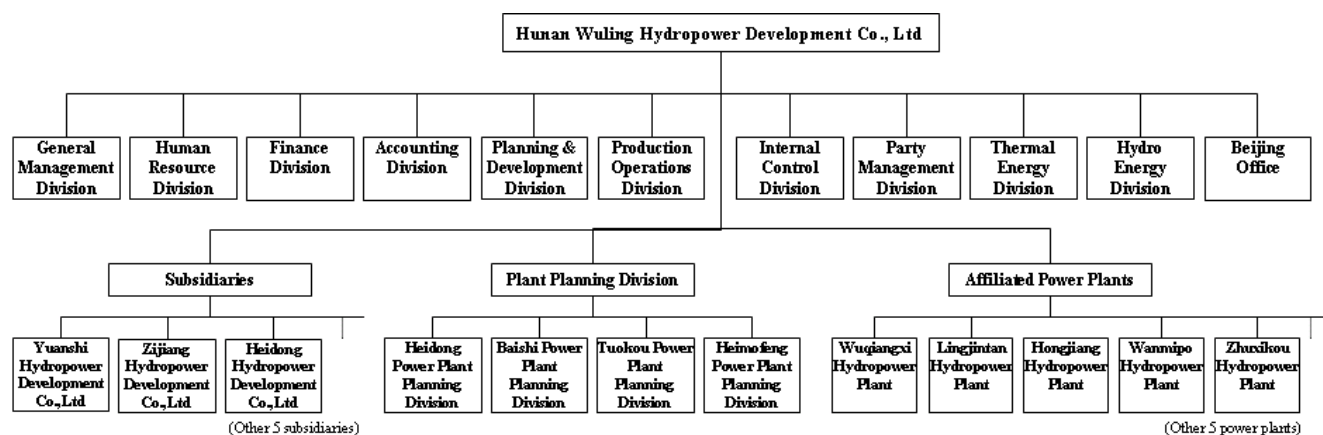 Hunan Wuling Hydropower Development Co., Ltd
General
Management
Division
Human
Resource
Division
Finance
Division
Accounting
Division
Planning &
Development
Division
Production
Operations
Division
Internal
Control
Division
Party
Management
Division
Thermal
Energy
Division
Hydro
Energy
Division
Beijing
Office
Subsidiaries
Plant Planning Division
Affiliated Power Plants
Yuanshi
Hydropower
Development
Co., Ltd
Zijiang
Hydropower
Development
Co., Ltd
Heidong
Hydropower
Development
Co., Ltd
(Other 5 subsidiaries)
Heidong
Power Plant
Planning
Division
Baishi Power
Plant
Planning
Division
Tuokou Power
Plant
Planning
Division
Heimofeng
Power Plant
Planning
Division
Wuqiangxi
Hydropower
Plant
Lingjintan
Hydropower
Plant
Hongjiang
Hydropower
Plant
Wanmipo
Hydropower
Plant
Zhuxikou
Hydropower
Plant
(Other 5 power plants)